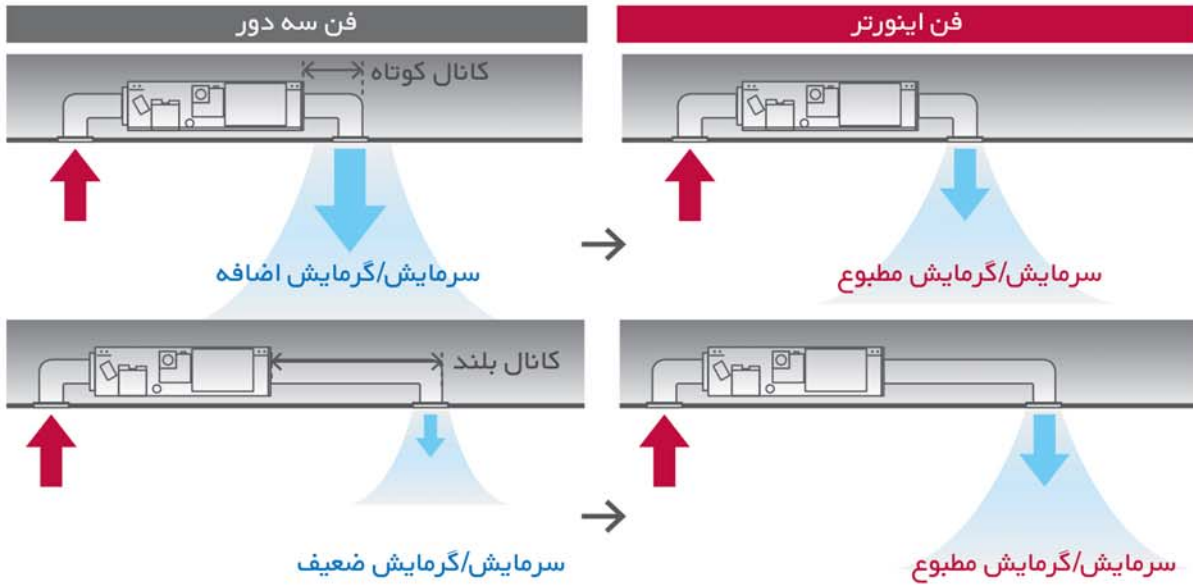 فن سه دور
فن اینورتر
کانال کوتاه
سرمایش/گرمایش اضافه
سرمایش/گرمایش مطبوع
کانال بلند
سرمایش/گرمایش ضعیف
سرمایش/گرمایش مطبوع